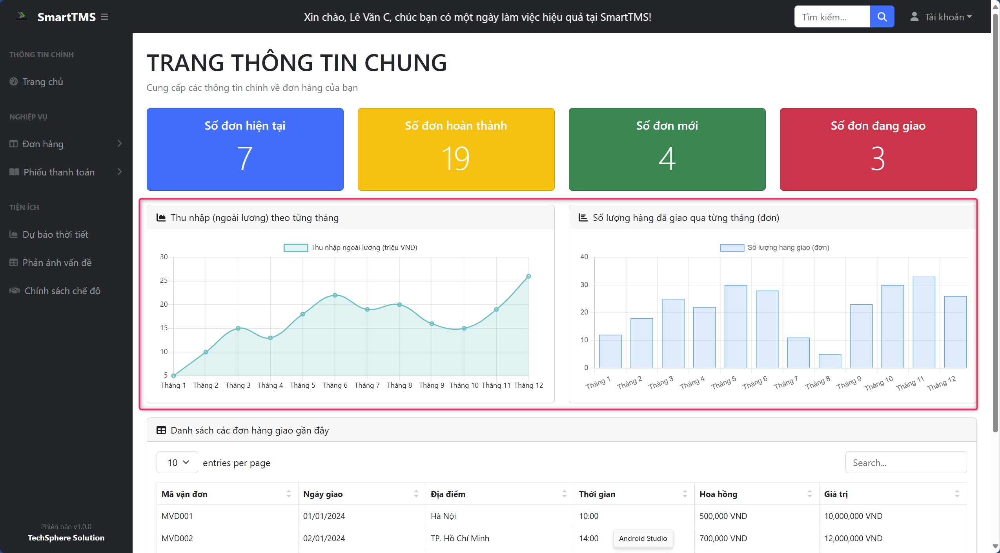 SmartTMS
Xin chào, Lê Văn C, chúc bạn có một ngày làm việc hiệu quả tại SmartTMS!
Tìm kiếm...
Tài khoản
THÔNG TIN CHÍNH
Trang chủ
NGHIỆP VỤ
Đơn hàng
Phiếu thanh toán
TIỆN ÍCH
Dự báo thời tiết
Phản ánh vấn đề
Chính sách chế độ
Phiên bản v1.0.0
TechSphere Solution
TRANG THÔNG TIN CHUNG
Cung cấp các thông tin chính về đơn hàng của bạn
Số đơn hiện tại
7
Số đơn hoàn thành
19
Số đơn mới
4
Số đơn đang giao
3
Thu nhập (ngoài lương) theo từng tháng
Thu nhập ngoài lương (triệu VND)
30
25
20
15
10
5
Tháng 1 Tháng 2 Tháng 3 Tháng 4 Tháng 5 Tháng 6 Tháng 7 Tháng 8 Tháng 9 Tháng 10 Tháng 11 Tháng 12
Số lượng hàng đã giao qua từng tháng (đơn)
Số lượng hàng giao (đơn)
40
30
20
10
0
Tháng 1 Tháng 2 Tháng 3 Tháng 4 Tháng 5 Tháng 6 Tháng 7 Tháng 8 Tháng 9 Tháng 10 Tháng 11 Tháng 12
Danh sách các đơn hàng giao gần đây
10 entries per page
Search...
Mã vận đơn Ngày giao Địa điểm Thời gian Hoa hồng Giá trị
MVD001 01/01/2024 Hà Nội 10:00 500,000 VND 10,000,000 VND
MVD002 02/01/2024 TP. Hồ Chí Minh 14:00 700,000 VND 12,000,000 VND
Android Studio